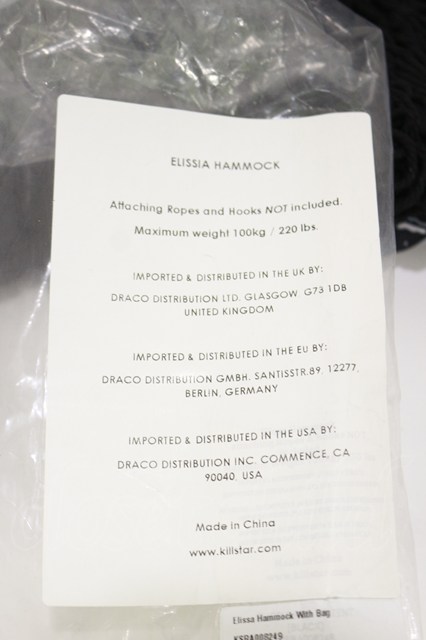 ELISSIA HAMMOCK
Attaching Ropes and Hooks NOT included.
Maximum weight 100kg / 220 lbs.
IMPORTED & DISTRIBUTED IN THE UK BY:
DRACO DISTRIBUTION LTD. GLASGOW G73 1DB
UNITED KINGDOM
IMPORTED & DISTRIBUTED IN THE EU BY:
DRACO DISTRIBUTION GMBH. SANTISSTR.89, 12277,
BERLIN, GERMANY
IMPORTED & DISTRIBUTED IN THE USA BY:
DRACO DISTRIBUTION INC. COMMENCE, CA
90040, USA
Made in China
www.killstar.com
Elissa Hammock With Bag
KSRA008249